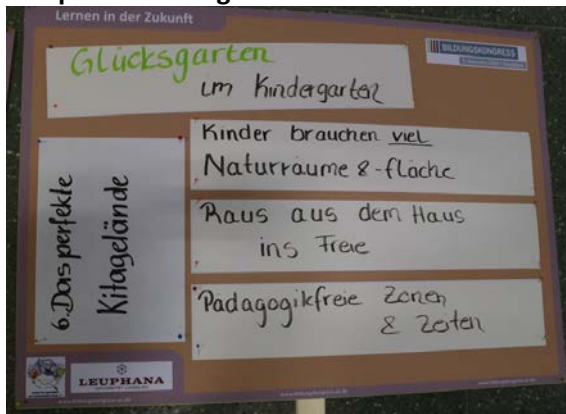 Lernen in der Zukunft
BILDUNGSKONGRESS
Glücksgarten
im Kindergarten
6. Das perfekte
Kitagelände
Kinder brauchen viel
Naturräume & -fläche
Raus aus dem Haus
ins Freie
Pädagogikfreie Zonen
& Zeiten
LEUPHANA